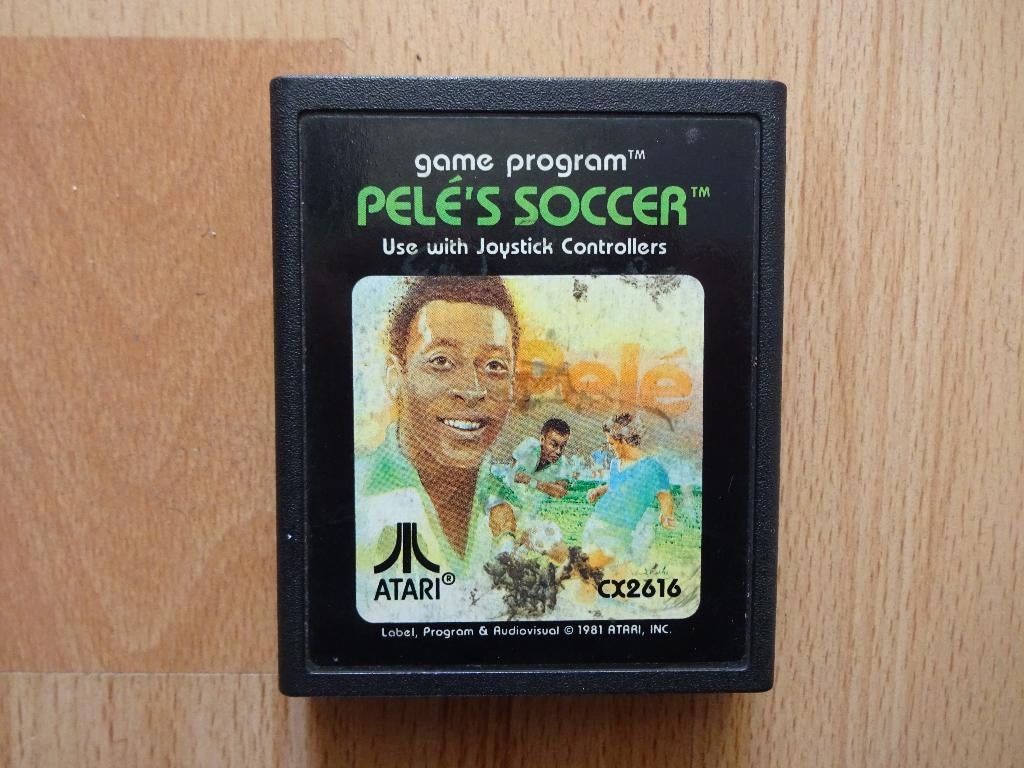 game program™
PELÉ'S SOCCER™
Use with Joystick Controllers
Pelé
ATARI®
CX2616
Label, Program & Audiovisual © 1981 ATARI, INC.